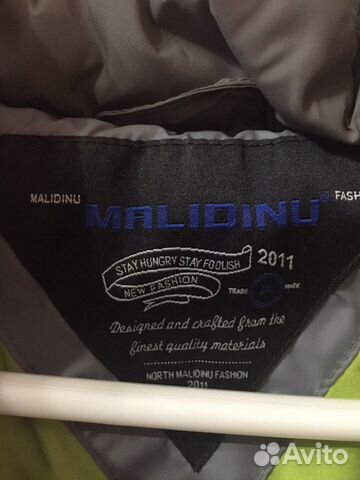 MALIDINU
MALIDINU® FASH
STAY HUNGRY STAY FOOLISH
NEW FASHION
2011
TRADE MARK
Designed and crafted from the
finest quality materials
NORTH MALIDINU FASHION
2011
Avito